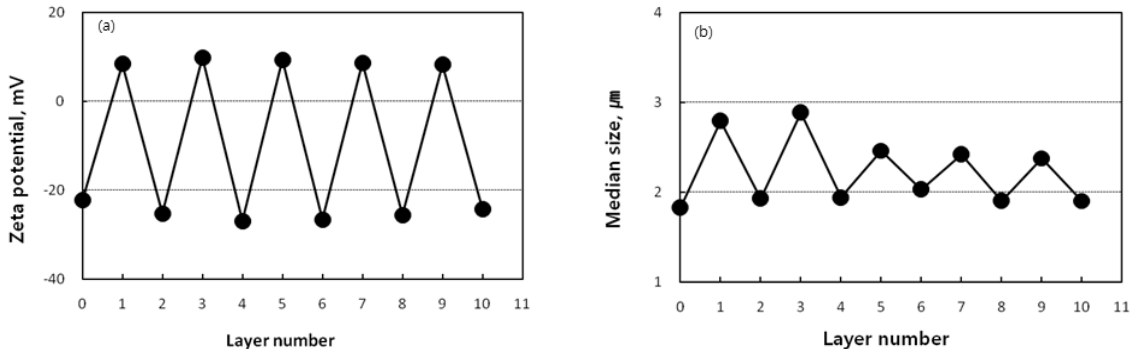 (a)
20
0
-20
-40
Zeta potential, mV
0 1 2 3 4 5 6 7 8 9 10 11
Layer number
(b)
4
3
2
1
Median size, ㎛
0 1 2 3 4 5 6 7 8 9 10 11
Layer number